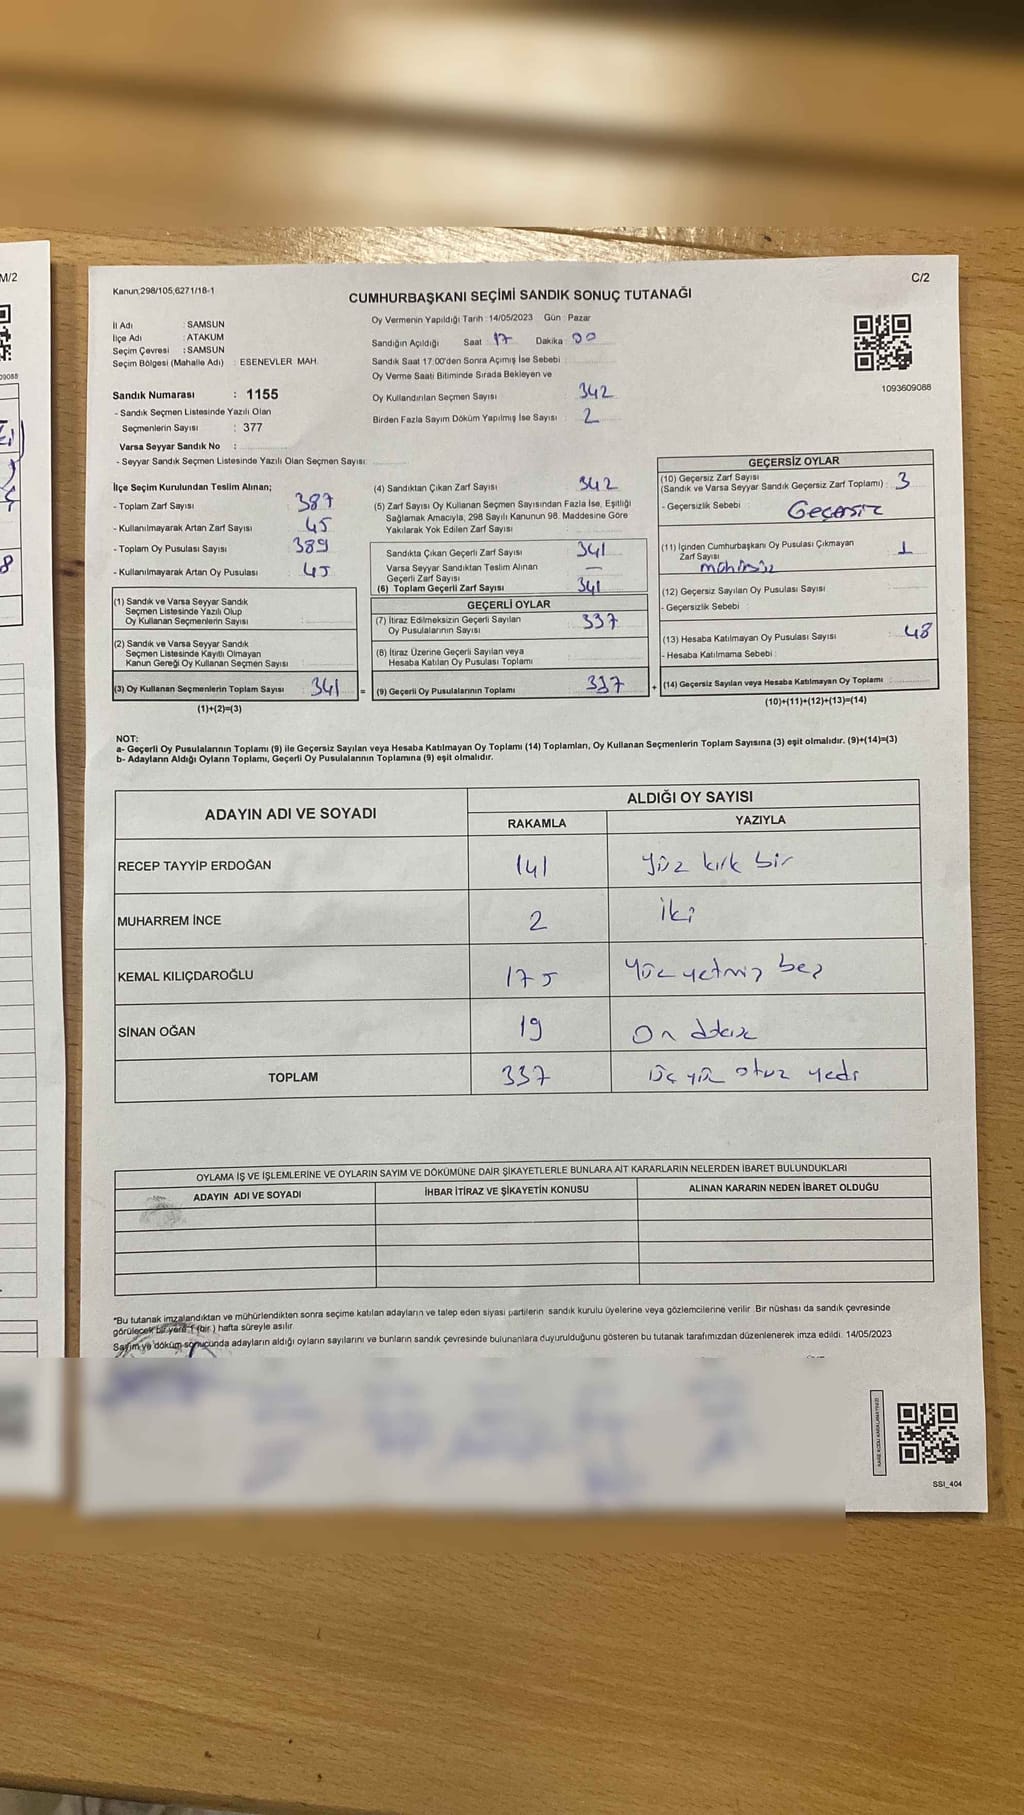 M/2
C/2
Kanun,298/105,6271/18-1
CUMHURBAŞKANI SEÇİMİ SANDIK SONUÇ TUTANAĞI
İl Adı : SAMSUN
İlçe Adı : ATAKUM
Seçim Çevresi : SAMSUN
Seçim Bölgesi (Mahalle Adı) : ESENEVLER MAH.
Sandık Numarası : 1155
- Sandık Seçmen Listesinde Yazılı Olan
Seçmenlerin Sayısı : 377
Varsa Seyyar Sandık No :
- Seyyar Sandık Seçmen Listesinde Yazılı Olan Seçmen Sayısı:
Oy Vermenin Yapıldığı Tarih :14/05/2023 Gün : Pazar
Sandığın Açıldığı Saat : 17 Dakika : 00
Sandık Saat 17.00'den Sonra Açımış İse Sebebi :
Oy Verme Saati Bitiminde Sırada Bekleyen ve
Oy Kullandırılan Seçmen Sayısı : 342
Birden Fazla Sayım Döküm Yapılmış İse Sayısı : 2
1093609088
İlçe Seçim Kurulundan Teslim Alınan;
- Toplam Zarf Sayısı : 387
- Kullanılmayarak Artan Zarf Sayısı : 45
- Toplam Oy Pusulası Sayısı : 389
- Kullanılmayarak Artan Oy Pusulası : 45
(1) Sandık ve Varsa Seyyar Sandık
Seçmen Listesinde Yazılı Olup
Oy Kullanan Seçmenlerin Sayısı :
(2) Sandık ve Varsa Seyyar Sandık
Seçmen Listesinde Kayıtlı Olmayan
Kanun Gereği Oy Kullanan Seçmen Sayısı :
(3) Oy Kullanan Seçmenlerin Toplam Sayısı : 341 =
(1)+(2)=(3)
(4) Sandıktan Çıkan Zarf Sayısı : 342
(5) Zarf Sayısı Oy Kullanan Seçmen Sayısından Fazla İse, Eşitliği
Sağlamak Amacıyla, 298 Sayılı Kanunun 98. Maddesine Göre
Yakılarak Yok Edilen Zarf Sayısı :
Sandıkta Çıkan Geçerli Zarf Sayısı : 341
Varsa Seyyar Sandıktan Teslim Alınan
Geçerli Zarf Sayısı : —
(6) Toplam Geçerli Zarf Sayısı : 341
GEÇERLİ OYLAR
(7) İtiraz Edilmeksizin Geçerli Sayılan
Oy Pusulalarının Sayısı : 337
(8) İtiraz Üzerine Geçerli Sayılan veya
Hesaba Katılan Oy Pusulası Toplamı :
(9) Geçerli Oy Pusulalarının Toplamı : 337 +
GEÇERSİZ OYLAR
(10) Geçersiz Zarf Sayısı
(Sandık ve Varsa Seyyar Sandık Geçersiz Zarf Toplamı) : 3
- Geçersizlik Sebebi : Geçersiz
(11) İçinden Cumhurbaşkanı Oy Pusulası Çıkmayan
Zarf Sayısı : 1
mühürsüz
(12) Geçersiz Sayılan Oy Pusulası Sayısı :
- Geçersizlik Sebebi :
(13) Hesaba Katılmayan Oy Pusulası Sayısı : 48
- Hesaba Katılmama Sebebi :
(14) Geçersiz Sayılan veya Hesaba Katılmayan Oy Toplamı :
(10)+(11)+(12)+(13)=(14)
NOT:
a- Geçerli Oy Pusulalarının Toplamı (9) ile Geçersiz Sayılan veya Hesaba Katılmayan Oy Toplamı (14) Toplamları, Oy Kullanan Seçmenlerin Toplam Sayısına (3) eşit olmalıdır. (9)+(14)=(3)
b- Adayların Aldığı Oyların Toplamı, Geçerli Oy Pusulalarının Toplamına (9) eşit olmalıdır.
ADAYIN ADI VE SOYADI ALDIĞI OY SAYISI
RAKAMLA YAZIYLA
RECEP TAYYİP ERDOĞAN 141 yüz kırk bir
MUHARREM İNCE 2 iki
KEMAL KILIÇDAROĞLU 175 yüz yetmiş beş
SİNAN OĞAN 19 On dokuz
TOPLAM 337 üç yüz otuz yedi
OYLAMA İŞ VE İŞLEMLERİNE VE OYLARIN SAYIM VE DÖKÜMÜNE DAİR ŞİKAYETLERLE BUNLARA AİT KARARLARIN NELERDEN İBARET BULUNDUKLARI
ADAYIN ADI VE SOYADI İHBAR İTİRAZ VE ŞİKAYETİN KONUSU ALINAN KARARIN NEDEN İBARET OLDUĞU
*Bu tutanak imzalandıktan ve mühürlendikten sonra seçime katılan adayların ve talep eden siyasi partilerin sandık kurulu üyelerine veya gözlemcilerine verilir. Bir nüshası da sandık çevresinde
görülecek bir yere 1 (bir ) hafta süreyle asılır.
Sayım ve döküm sonucunda adayların aldığı oyların sayılarını ve bunların sandık çevresinde bulunanlara duyurulduğunu gösteren bu tutanak tarafımızdan düzenlenerek imza edildi. 14/05/2023
KARE KODU KARALAMAYINIZ!
SSI_404